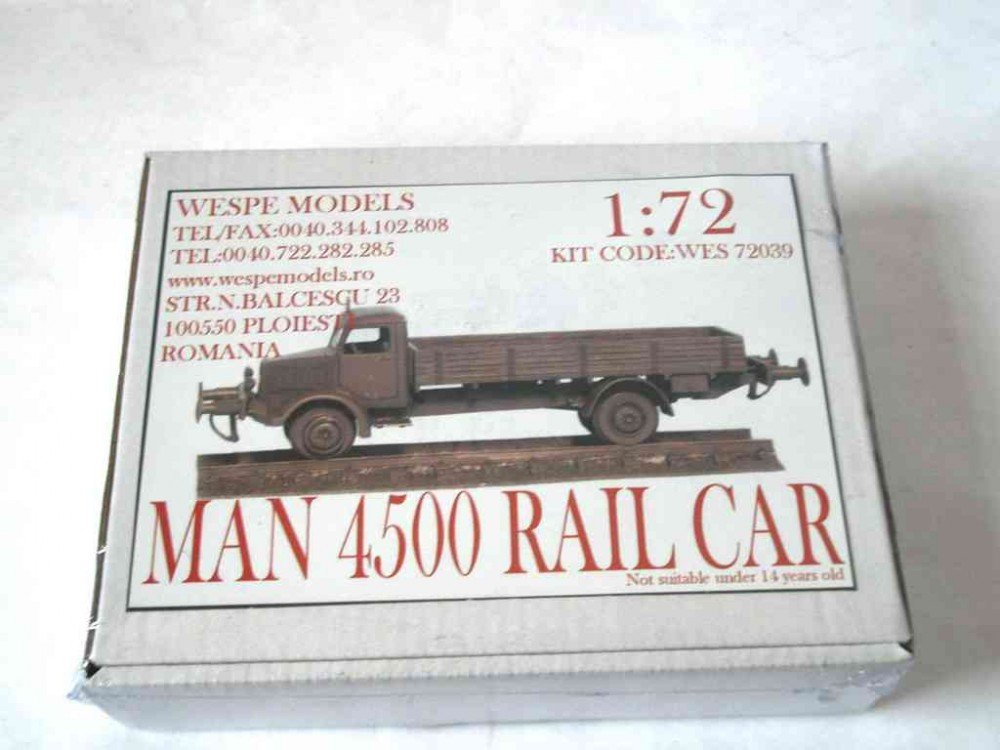 WESPE MODELS
TEL/FAX:0040.344.102.808
TEL:0040.722.282.285
www.wespemodels.ro
STR.N.BALCESCU 23
100550 PLOIESTI
ROMANIA
1:72
KIT CODE:WES 72039
MAN 4500 RAIL CAR
Not suitable under 14 years old